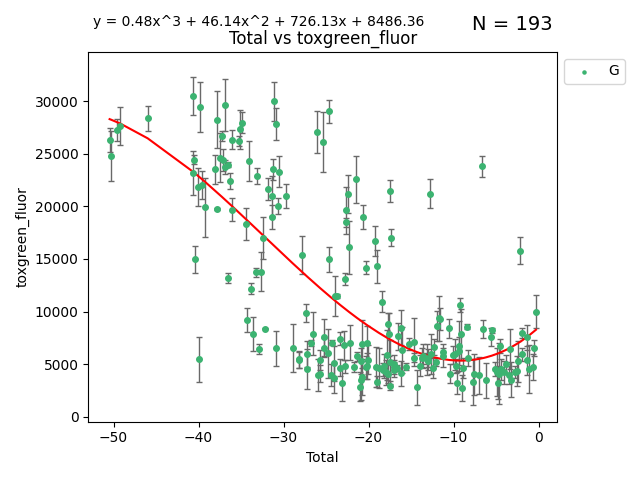 y = 0.48x^3 + 46.14x^2 + 726.13x + 8486.36
N = 193
Total vs toxgreen_fluor
G
30000
25000
20000
15000
10000
5000
0
toxgreen_fluor
−50 −40 −30 −20 −10 0
Total